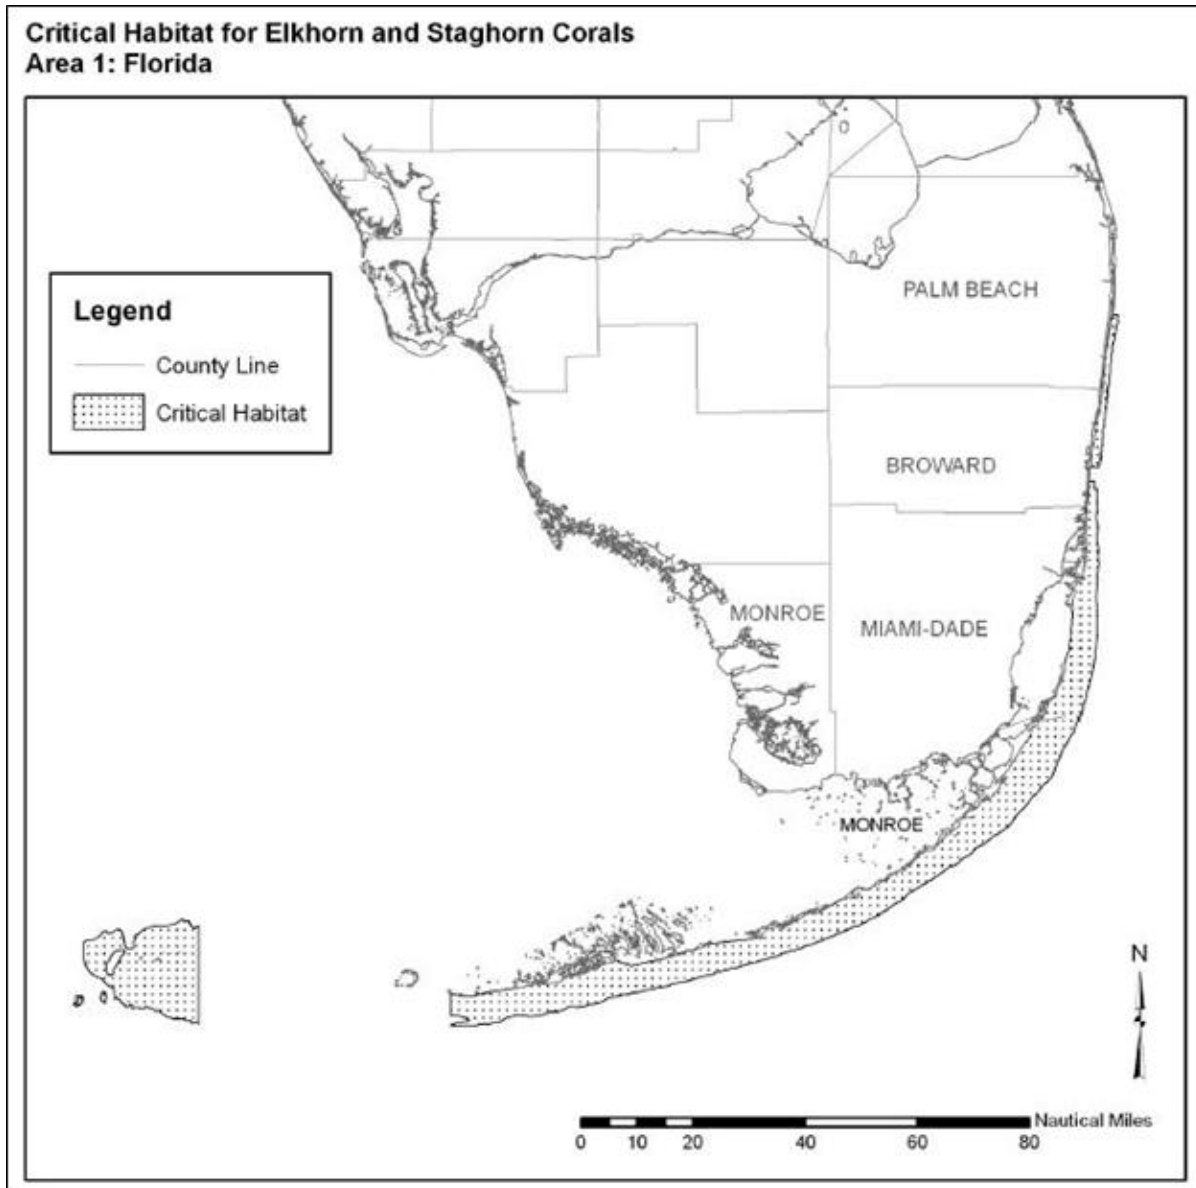 Critical Habitat for Elkhorn and Staghorn Corals
Area 1: Florida
Legend
County Line
Critical Habitat
PALM BEACH
BROWARD
MONROE
MIAMI-DADE
MONROE
N
Nautical Miles
0 10 20 40 60 80